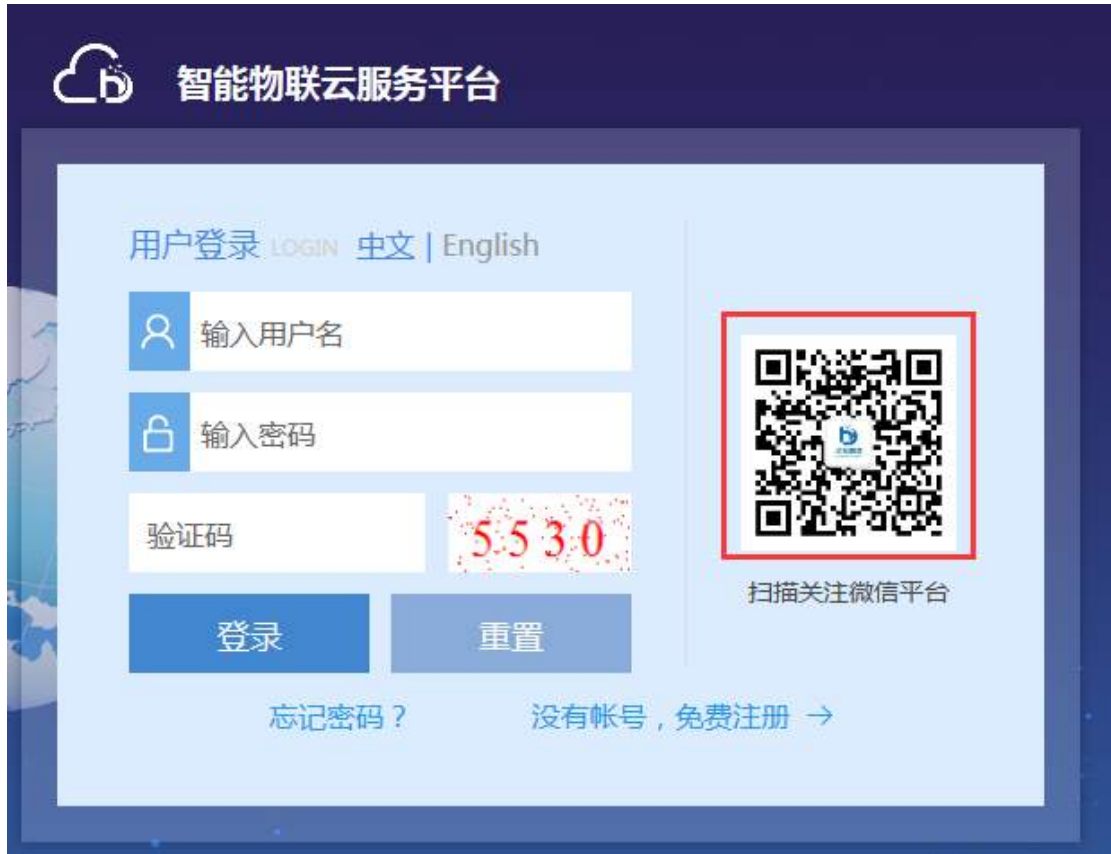 智能物联云服务平台
用户登录 LOGIN 中文 | English
输入用户名
输入密码
验证码 5530
登录 重置
忘记密码? 没有帐号,免费注册 →
扫描关注微信平台